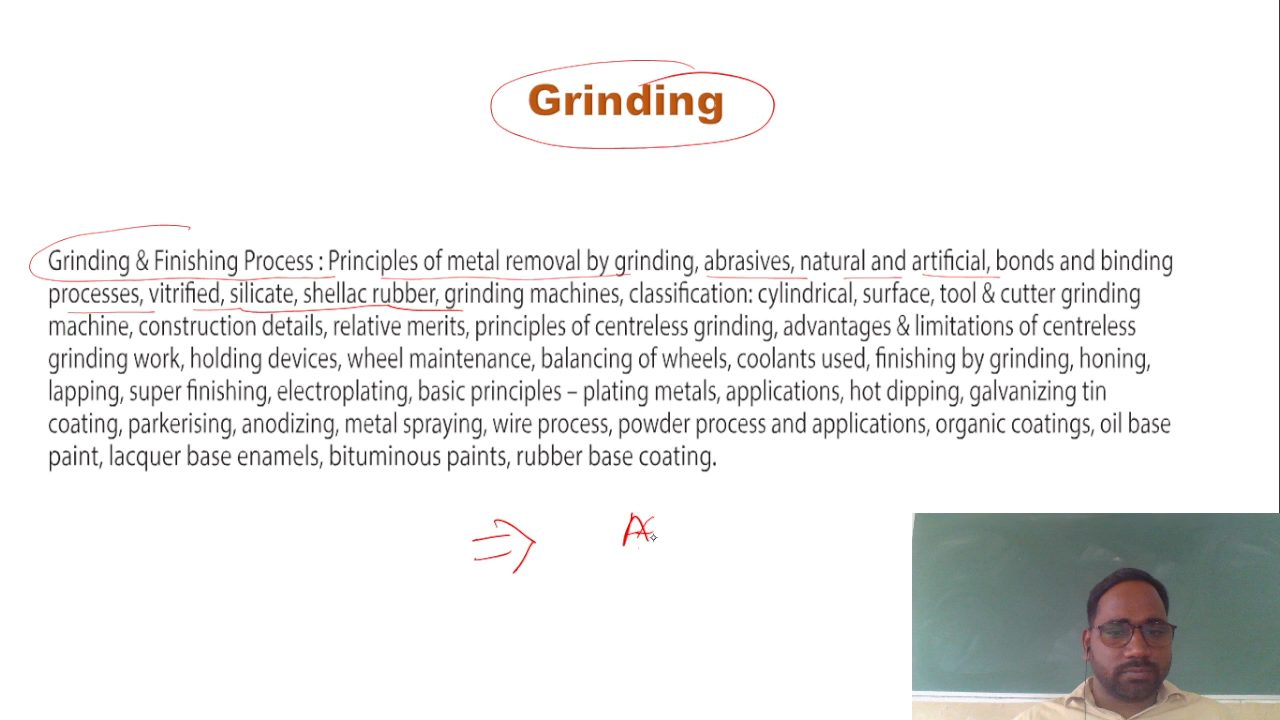 Grinding
Grinding & Finishing Process : Principles of metal removal by grinding, abrasives, natural and artificial, bonds and binding
processes, vitrified, silicate, shellac rubber, grinding machines, classification: cylindrical, surface, tool & cutter grinding
machine, construction details, relative merits, principles of centreless grinding, advantages & limitations of centreless
grinding work, holding devices, wheel maintenance, balancing of wheels, coolants used, finishing by grinding, honing,
lapping, super finishing, electroplating, basic principles – plating metals, applications, hot dipping, galvanizing tin
coating, parkerising, anodizing, metal spraying, wire process, powder process and applications, organic coatings, oil base
paint, lacquer base enamels, bituminous paints, rubber base coating.